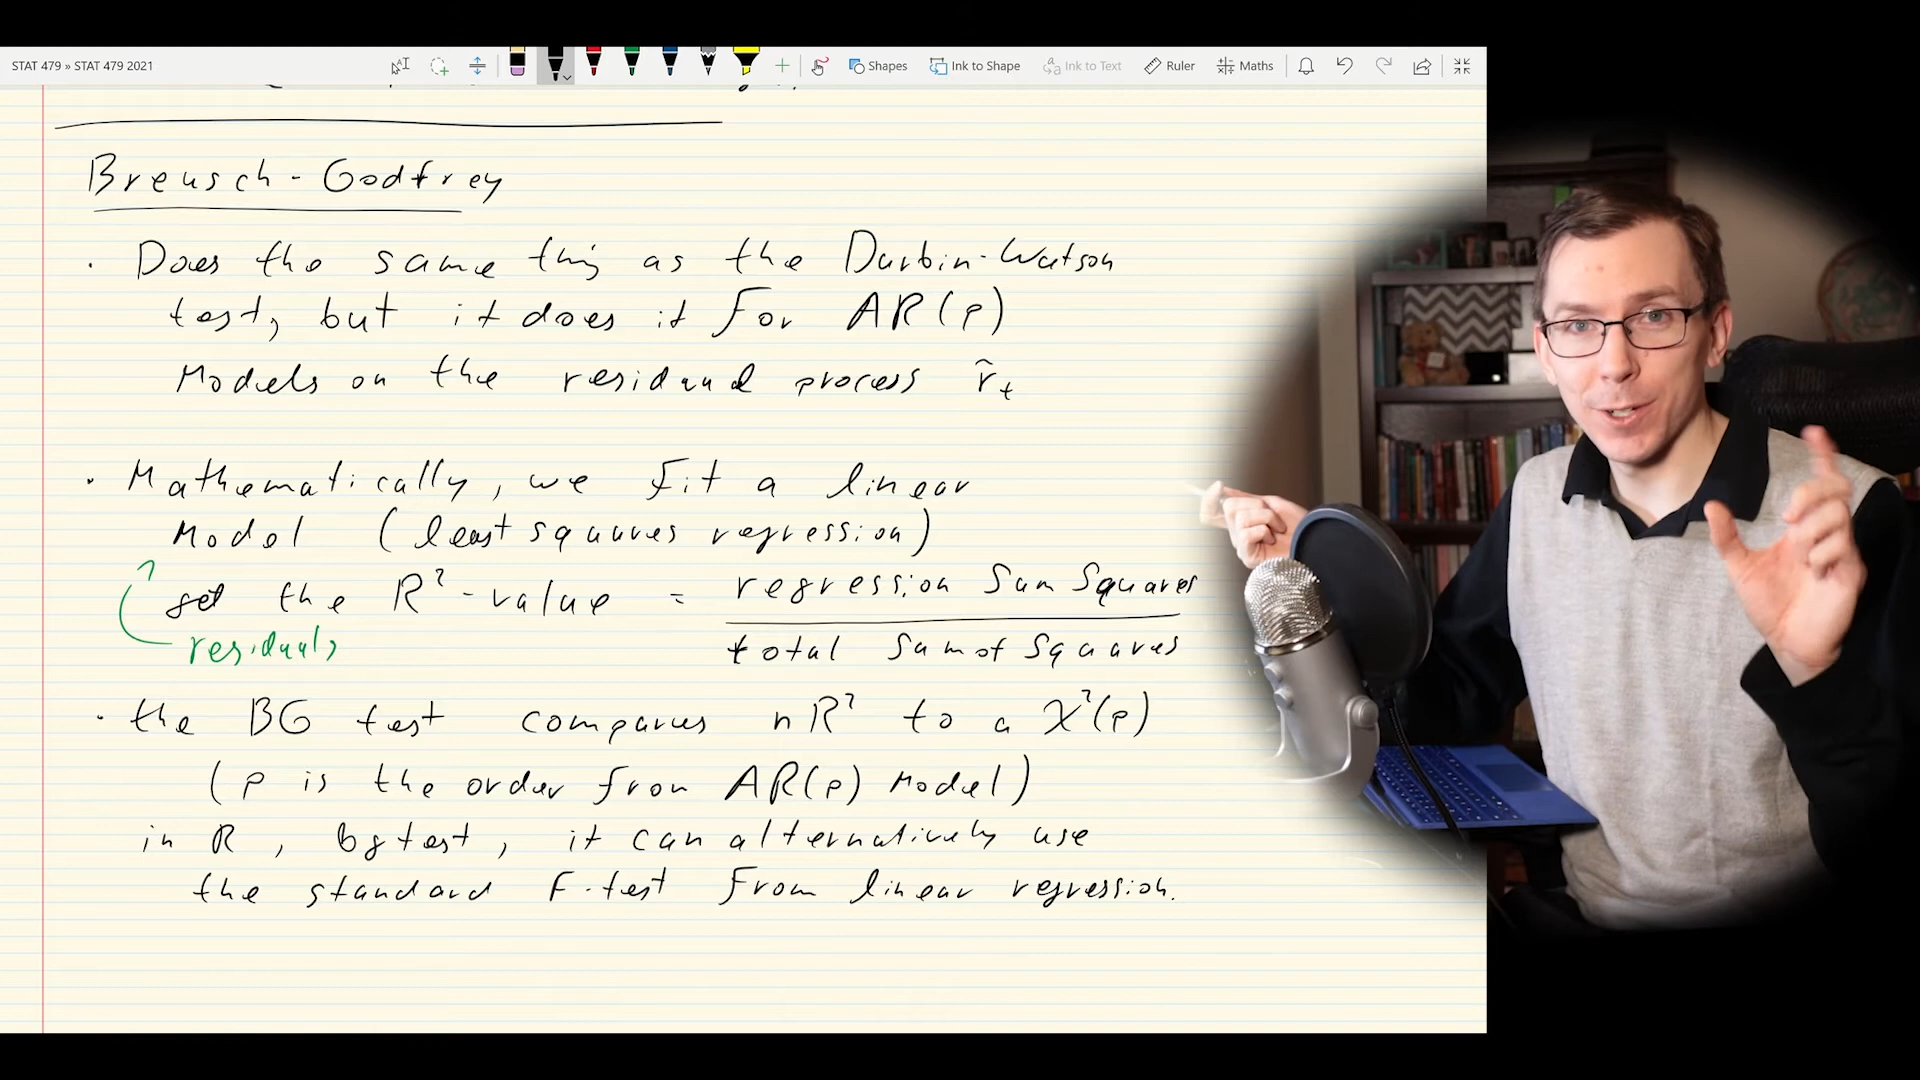 STAT 479 » STAT 479 2021
Shapes
Ink to Shape
Ink to Text
Ruler
Maths
Breusch-Godfrey
· Does the same thing as the Durbin-Watson
test, but it does it for AR(p)
Models on the residual process r̃t
· Mathematically, we fit a linear
Model (least squares regression)
get the R²-value = regression Sum Squares
total Sum of Squares
residuals
· the BG test compares nR² to a χ²(p)
(p is the order from AR(p) Model)
in R, bgtest, it can alternatively use
the standard F-test from linear regression.